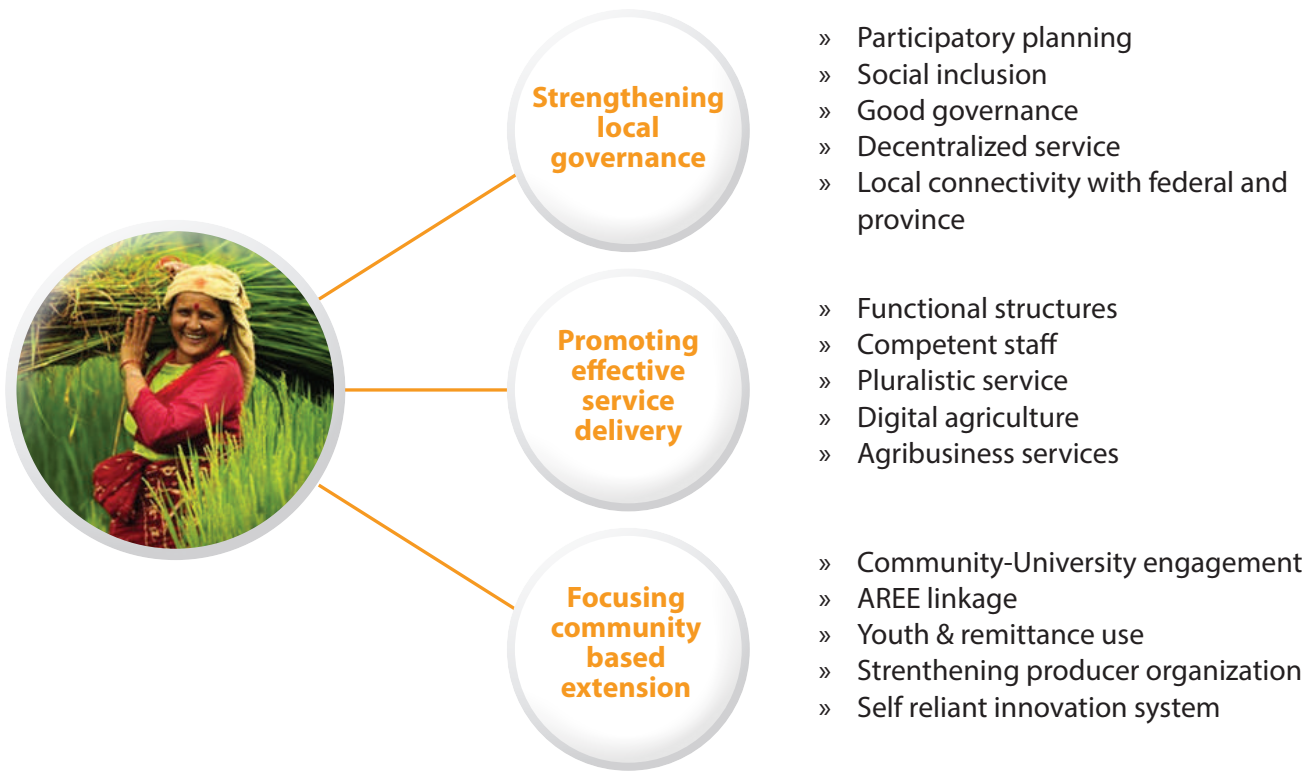 Strengthening
local
governance
» Participatory planning
» Social inclusion
» Good governance
» Decentralized service
» Local connectivity with federal and
province
Promoting
effective
service
delivery
» Functional structures
» Competent staff
» Pluralistic service
» Digital agriculture
» Agribusiness services
Focusing
community
based
extension
» Community-University engagement
» AREE linkage
» Youth & remittance use
» Strenthening producer organization
» Self reliant innovation system